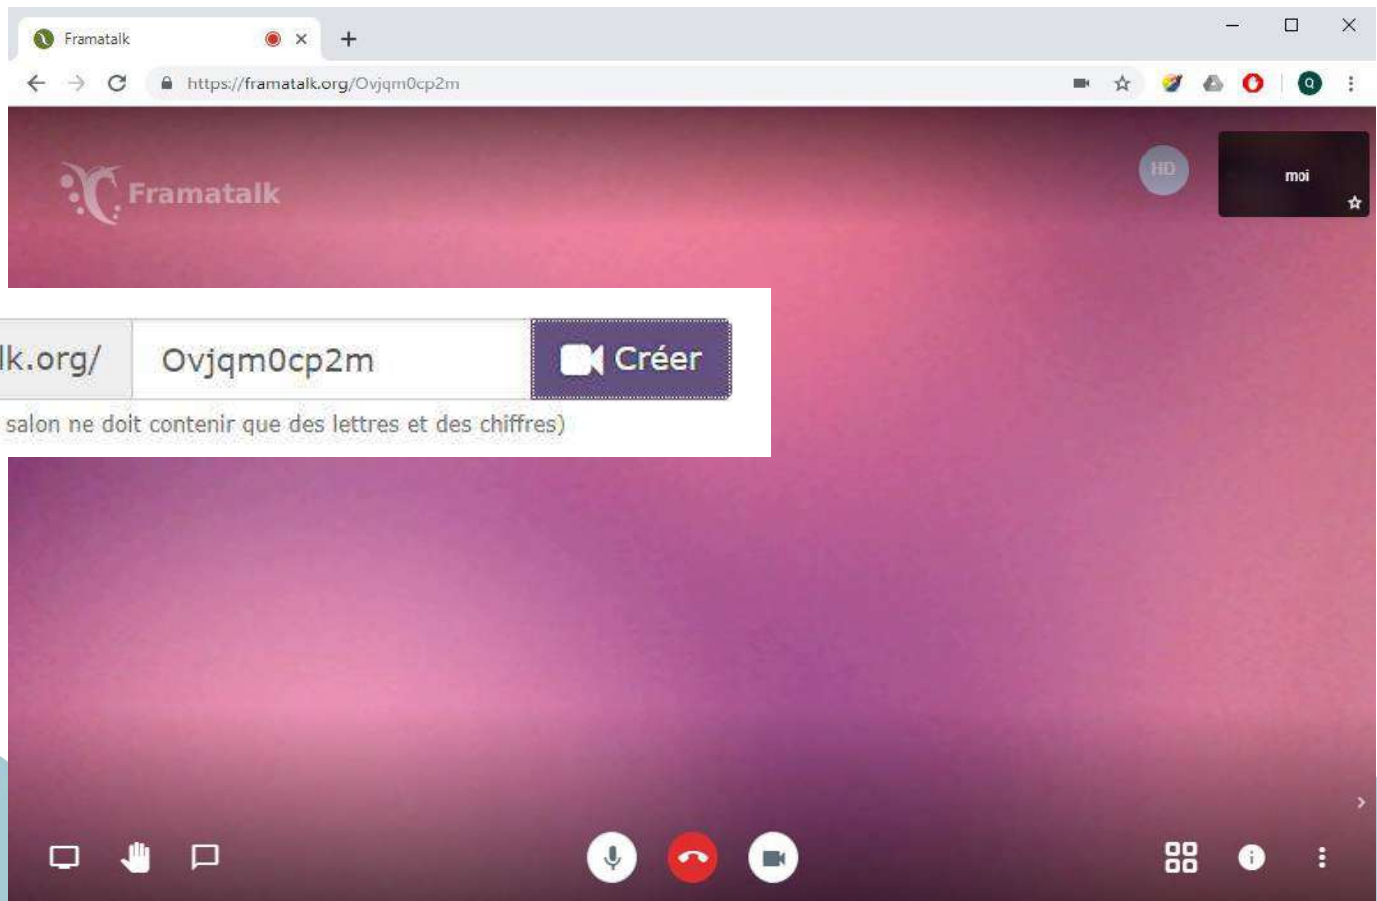 Framatalk
https://framatalk.org/Ovjqm0cp2m
Q
Framatalk
HD
moi
lk.org/ Ovjqm0cp2m Créer
salon ne doit contenir que des lettres et des chiffres)